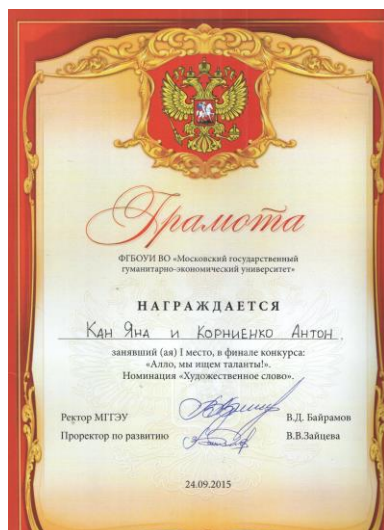 Грамота
ФГБОУИ ВО «Московский государственный
гуманитарно-экономический университет»
НАГРАЖДАЕТСЯ
Кан Яна и Корниенко Антон.
занявший (ая) I место, в финале конкурса:
«Алло, мы ищем таланты!».
Номинация «Художественное слово».
Ректор МГГЭУ В.Д. Байрамов
Проректор по развитию В.В.Зайцева
24.09.2015